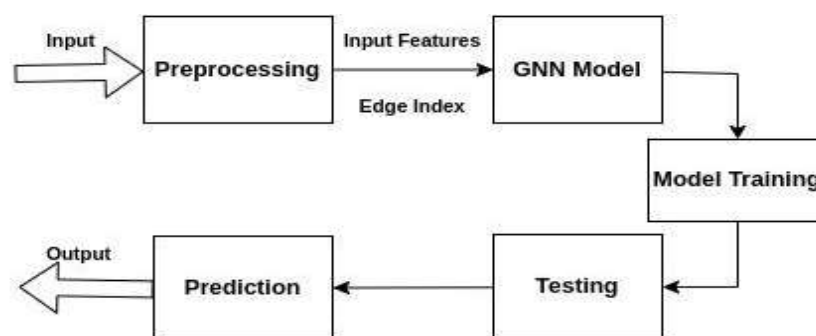 Input
Preprocessing
Input Features
Edge Index
GNN Model
Model Training
Testing
Prediction
Output